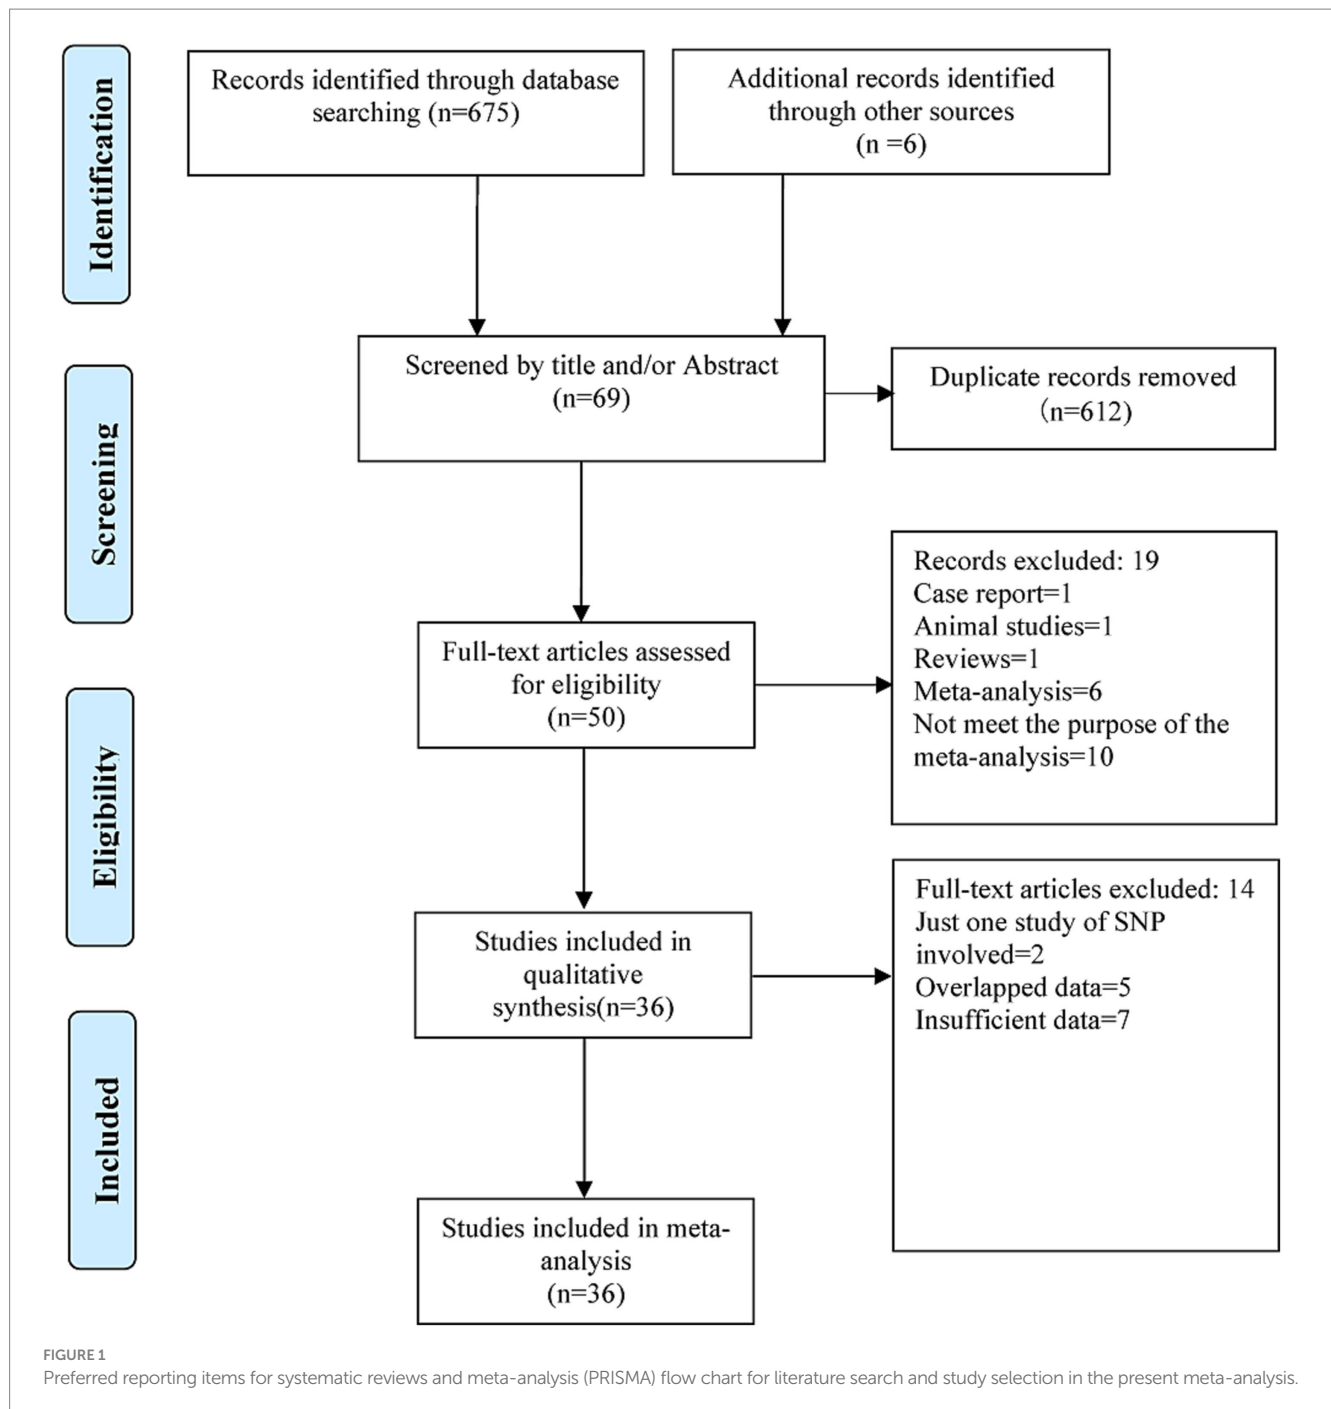 Identification
Records identified through database
searching (n=675)
Additional records identified
through other sources
(n =6)
Screening
Screened by title and/or Abstract
(n=69)
Duplicate records removed
（n=612)
Records excluded: 19
Case report=1
Animal studies=1
Reviews=1
Meta-analysis=6
Not meet the purpose of the
meta-analysis=10
Full-text articles assessed
for eligibility
(n=50)
Eligibility
Full-text articles excluded: 14
Just one study of SNP
involved=2
Overlapped data=5
Insufficient data=7
Studies included in
qualitative
synthesis(n=36)
Included
Studies included in meta-
analysis
(n=36)
FIGURE 1
Preferred reporting items for systematic reviews and meta-analysis (PRISMA) flow chart for literature search and study selection in the present meta-analysis.